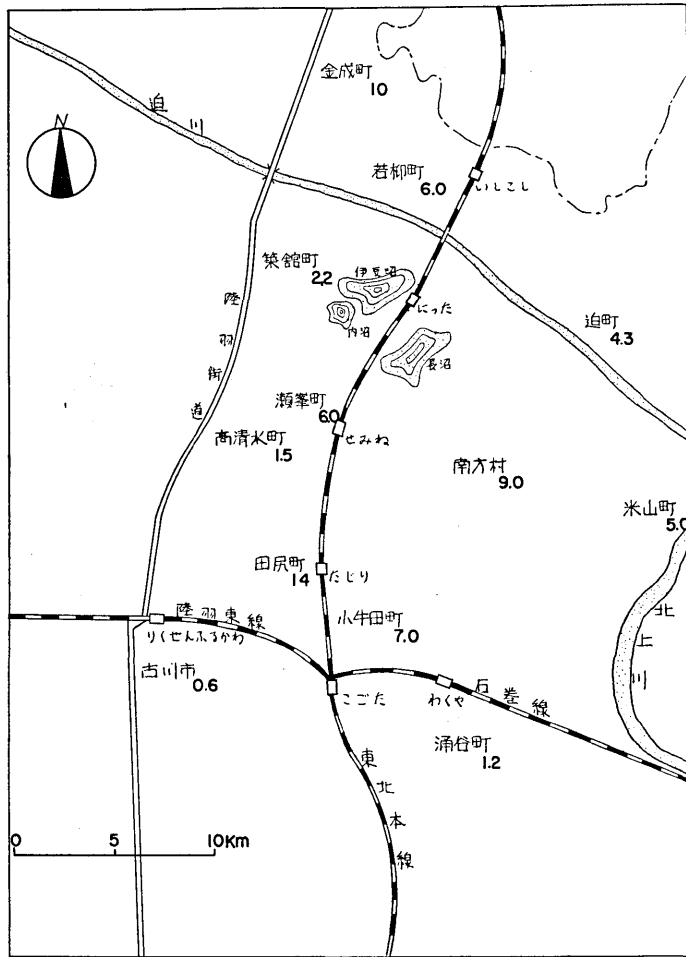 金成町
10
迫川
N
若柳町
6.0
いしこし
築舘町
2.2
伊豆沼
内沼
にった
長沼
迫町
4.3
陸羽街道
瀬峯町
6.0
せみね
高清水町
1.5
南方村
9.0
米山町
5.0
田尻町
14
たじり
北上川
陸羽東線
りくせんふるかわ
小牛田町
7.0
古川市
0.6
こごた
わくや
石巻線
涌谷町
1.2
東北本線
0 5 10Km